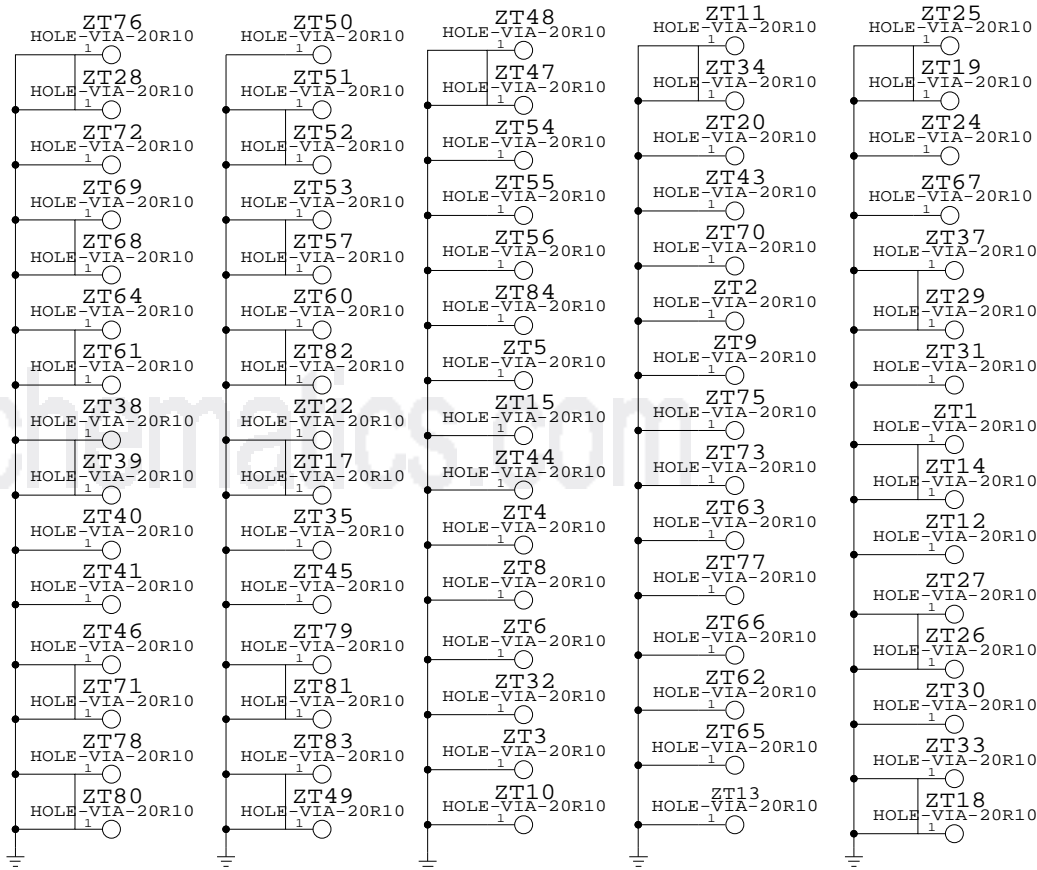 ZT76
HOLE-VIA-20R10
1
ZT28
HOLE-VIA-20R10
1
ZT72
HOLE-VIA-20R10
1
ZT69
HOLE-VIA-20R10
1
ZT68
HOLE-VIA-20R10
1
ZT64
HOLE-VIA-20R10
1
ZT61
HOLE-VIA-20R10
1
ZT38
HOLE-VIA-20R10
1
ZT39
HOLE-VIA-20R10
1
ZT40
HOLE-VIA-20R10
1
ZT41
HOLE-VIA-20R10
1
ZT46
HOLE-VIA-20R10
1
ZT71
HOLE-VIA-20R10
1
ZT78
HOLE-VIA-20R10
1
ZT80
HOLE-VIA-20R10
1
ZT50
HOLE-VIA-20R10
1
ZT51
HOLE-VIA-20R10
1
ZT52
HOLE-VIA-20R10
1
ZT53
HOLE-VIA-20R10
1
ZT57
HOLE-VIA-20R10
1
ZT60
HOLE-VIA-20R10
1
ZT82
HOLE-VIA-20R10
1
ZT22
HOLE-VIA-20R10
1
ZT17
HOLE-VIA-20R10
1
ZT35
HOLE-VIA-20R10
1
ZT45
HOLE-VIA-20R10
1
ZT79
HOLE-VIA-20R10
1
ZT81
HOLE-VIA-20R10
1
ZT83
HOLE-VIA-20R10
1
ZT49
HOLE-VIA-20R10
1
ZT48
HOLE-VIA-20R10
1
ZT47
HOLE-VIA-20R10
1
ZT54
HOLE-VIA-20R10
1
ZT55
HOLE-VIA-20R10
1
ZT56
HOLE-VIA-20R10
1
ZT84
HOLE-VIA-20R10
1
ZT5
HOLE-VIA-20R10
1
ZT15
HOLE-VIA-20R10
1
ZT44
HOLE-VIA-20R10
1
ZT4
HOLE-VIA-20R10
1
ZT8
HOLE-VIA-20R10
1
ZT6
HOLE-VIA-20R10
1
ZT32
HOLE-VIA-20R10
1
ZT3
HOLE-VIA-20R10
1
ZT10
HOLE-VIA-20R10
1
ZT11
HOLE-VIA-20R10
1
ZT34
HOLE-VIA-20R10
1
ZT20
HOLE-VIA-20R10
1
ZT43
HOLE-VIA-20R10
1
ZT70
HOLE-VIA-20R10
1
ZT2
HOLE-VIA-20R10
1
ZT9
HOLE-VIA-20R10
1
ZT75
HOLE-VIA-20R10
1
ZT73
HOLE-VIA-20R10
1
ZT63
HOLE-VIA-20R10
1
ZT77
HOLE-VIA-20R10
1
ZT66
HOLE-VIA-20R10
1
ZT62
HOLE-VIA-20R10
1
ZT65
HOLE-VIA-20R10
1
ZT13
HOLE-VIA-20R10
1
ZT25
HOLE-VIA-20R10
1
ZT19
HOLE-VIA-20R10
1
ZT24
HOLE-VIA-20R10
1
ZT67
HOLE-VIA-20R10
1
ZT37
HOLE-VIA-20R10
1
ZT29
HOLE-VIA-20R10
1
ZT31
HOLE-VIA-20R10
1
ZT1
HOLE-VIA-20R10
1
ZT14
HOLE-VIA-20R10
1
ZT12
HOLE-VIA-20R10
1
ZT27
HOLE-VIA-20R10
1
ZT26
HOLE-VIA-20R10
1
ZT30
HOLE-VIA-20R10
1
ZT33
HOLE-VIA-20R10
1
ZT18
HOLE-VIA-20R10
1
chematics.com